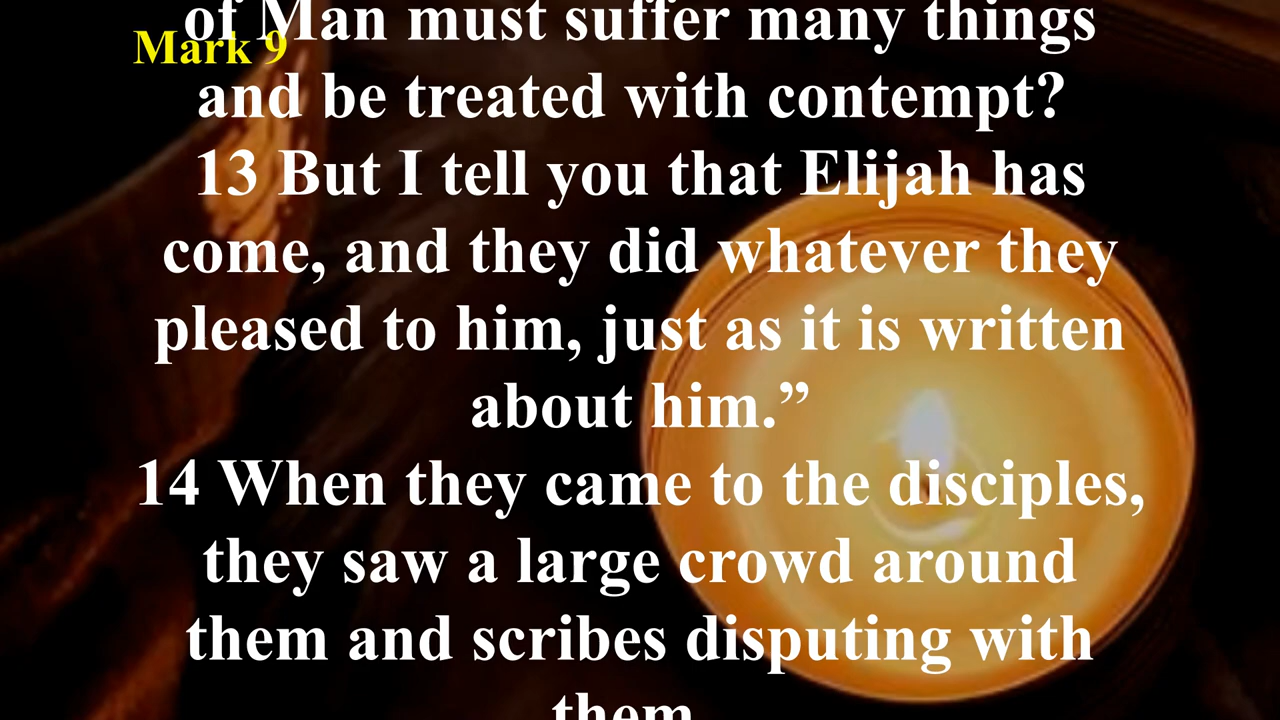 of Man must suffer many things
Mark 9
and be treated with contempt?
13 But I tell you that Elijah has
come, and they did whatever they
pleased to him, just as it is written
about him.”
14 When they came to the disciples,
they saw a large crowd around
them and scribes disputing with
them